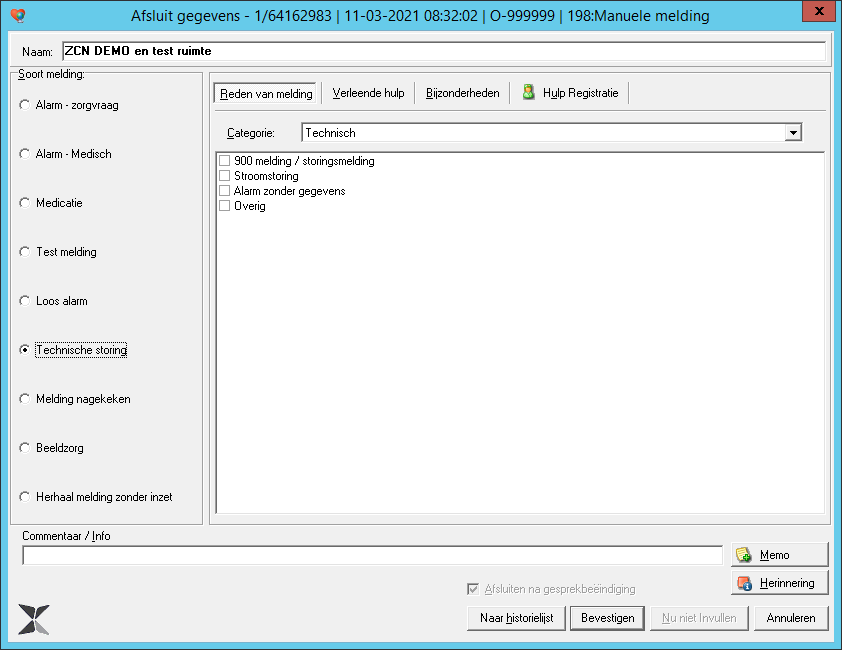 Afsluit gegevens - 1/64162983 | 11-03-2021 08:32:02 | O-999999 | 198:Manuele melding
x
Naam: ZCN DEMO en test ruimte
Soort melding:
Alarm - zorgvraag
Alarm - Medisch
Medicatie
Test melding
Loos alarm
Technische storing
Melding nagekeken
Beeldzorg
Herhaal melding zonder inzet
Reden van melding Verleende hulp Bijzonderheden Hulp Registratie
Categorie: Technisch
900 melding / storingsmelding
Stroomstoring
Alarm zonder gegevens
Overig
Commentaar / Info
Memo
Herinnering
Afsluiten na gesprekbeëindiging
Naar historielijst Bevestigen Nu niet Invullen Annuleren